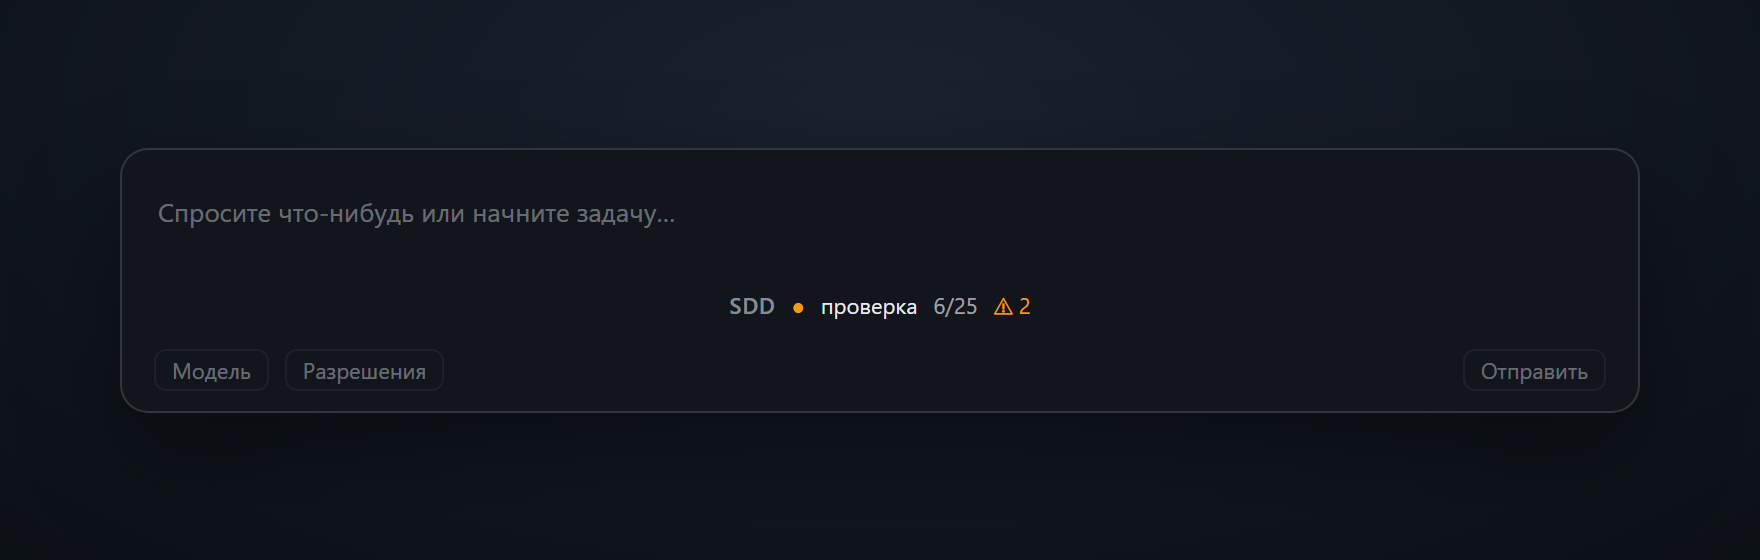 Спросите что-нибудь или начните задачу...
SDD ● проверка 6/25 ⚠ 2
Модель Разрешения Отправить